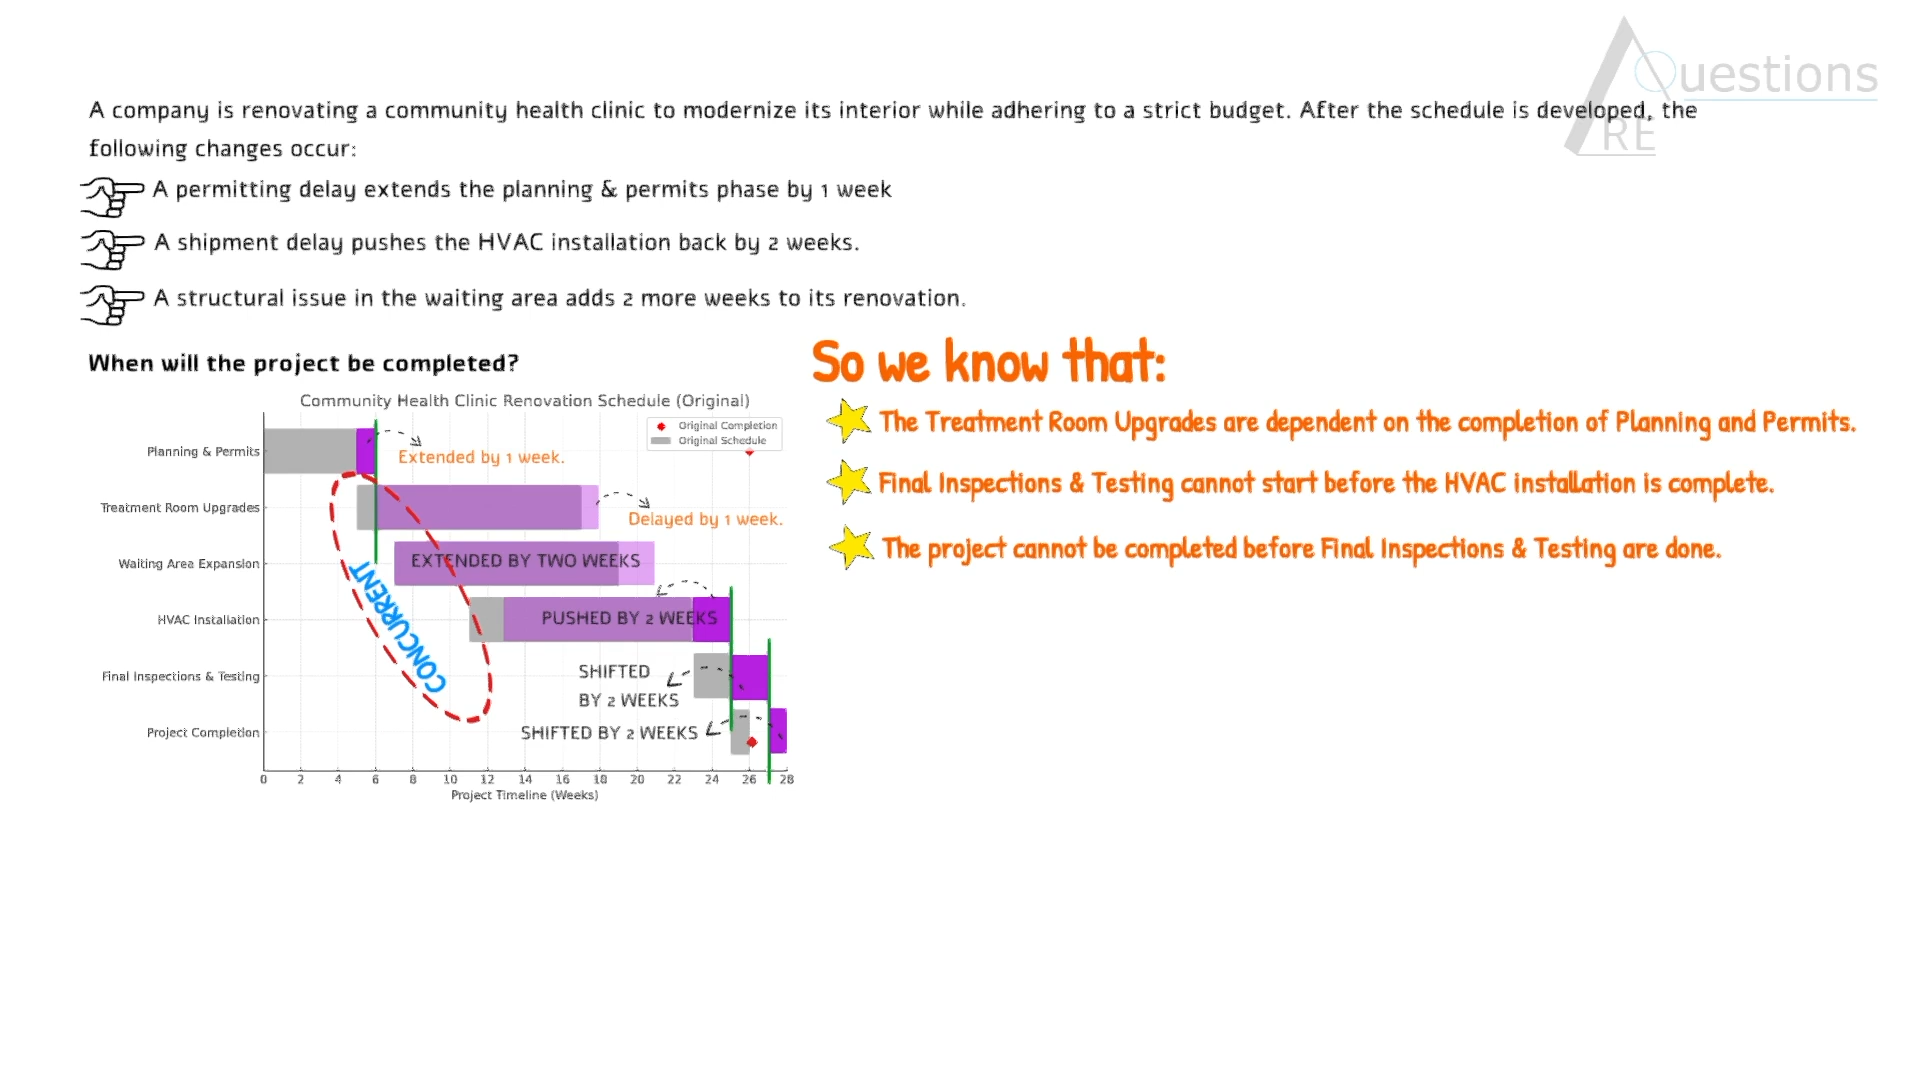 uestions
RE
A company is renovating a community health clinic to modernize its interior while adhering to a strict budget. After the schedule is developed, the
following changes occur:
A permitting delay extends the planning & permits phase by 1 week
A shipment delay pushes the HVAC installation back by 2 weeks.
A structural issue in the waiting area adds 2 more weeks to its renovation.
When will the project be completed?
So we know that:
The Treatment Room Upgrades are dependent on the completion of Planning and Permits.
Final Inspections & Testing cannot start before the HVAC installation is complete.
The project cannot be completed before Final Inspections & Testing are done.
Community Health Clinic Renovation Schedule (Original)
Original Completion
Original Schedule
Planning & Permits
Extended by 1 week.
Treatment Room Upgrades
Delayed by 1 week.
Waiting Area Expansion
EXTENDED BY TWO WEEKS
CONCURRENT
HVAC Installation
PUSHED BY 2 WEEKS
Final Inspections & Testing
SHIFTED
BY 2 WEEKS
Project Completion
SHIFTED BY 2 WEEKS
0 2 4 6 8 10 12 14 16 18 20 22 24 26 28
Project Timeline (Weeks)